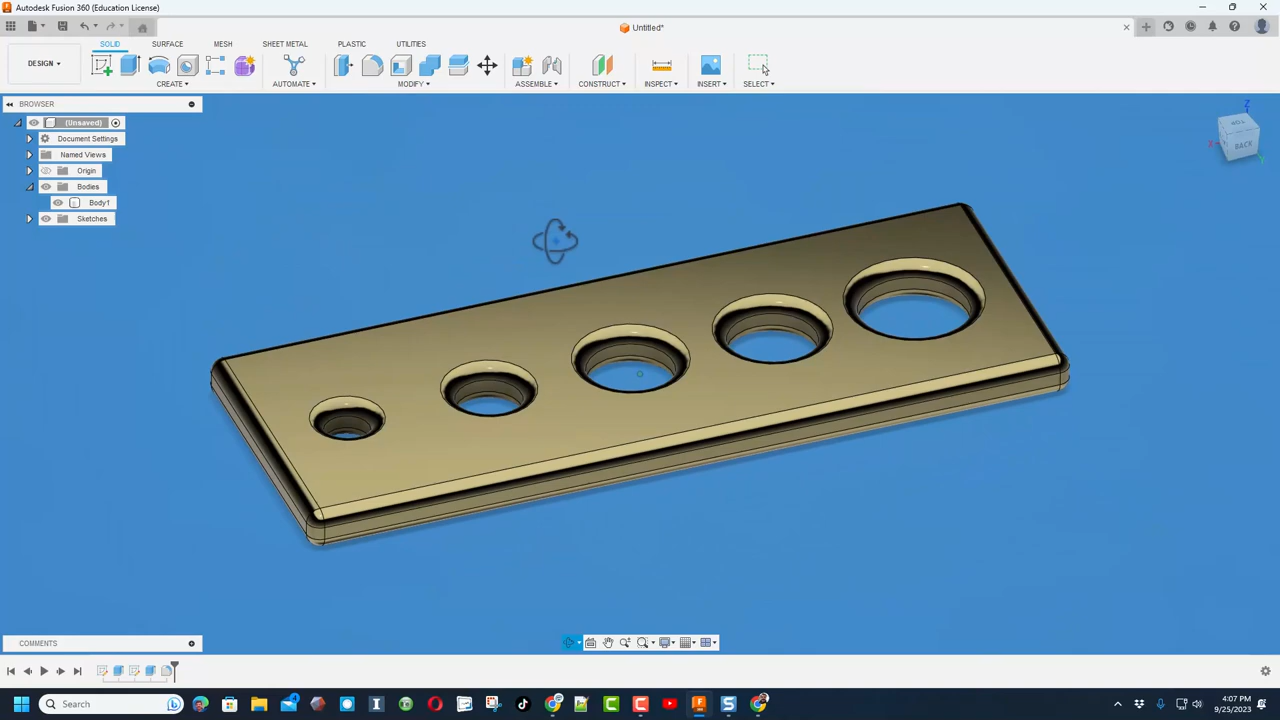 Autodesk Fusion 360 (Education License)
Untitled*
SOLID SURFACE MESH SHEET METAL PLASTIC UTILITIES
DESIGN
CREATE AUTOMATE MODIFY ASSEMBLE CONSTRUCT INSPECT INSERT SELECT
BROWSER
(Unsaved)
Document Settings
Named Views
Origin
Bodies
Body1
Sketches
Z
TOP
X BACK
Y
COMMENTS
Search
4:07 PM
9/25/2023